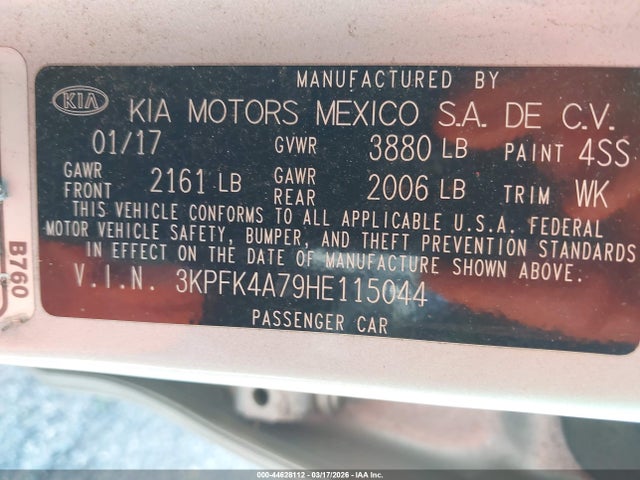 MANUFACTURED BY
KIA KIA MOTORS MEXICO S.A. DE C.V.
01/17 GVWR 3880 LB PAINT 4SS
GAWR FRONT 2161 LB GAWR REAR 2006 LB TRIM WK
THIS VEHICLE CONFORMS TO ALL APPLICABLE U.S.A. FEDERAL
MOTOR VEHICLE SAFETY, BUMPER, AND THEFT PREVENTION STANDARDS
IN EFFECT ON THE DATE OF MANUFACTURE SHOWN ABOVE.
V.I.N. 3KPFK4A79HE115044
PASSENGER CAR
B760
000-44628112 - 03/17/2026 - IAA Inc.